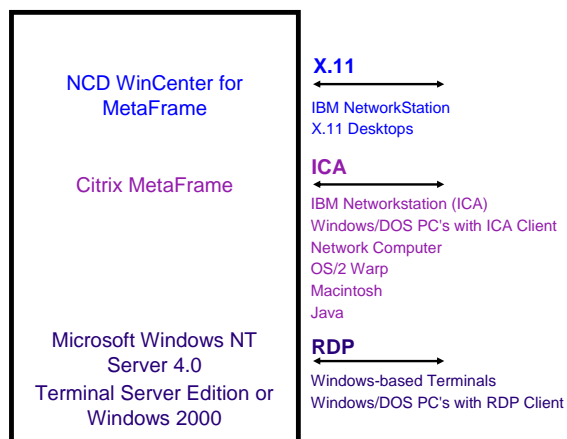 NCD WinCenter for
MetaFrame
X.11
IBM NetworkStation
X.11 Desktops
Citrix MetaFrame
ICA
IBM Networkstation (ICA)
Windows/DOS PC's with ICA Client
Network Computer
OS/2 Warp
Macintosh
Java
Microsoft Windows NT
Server 4.0
Terminal Server Edition or
Windows 2000
RDP
Windows-based Terminals
Windows/DOS PC's with RDP Client